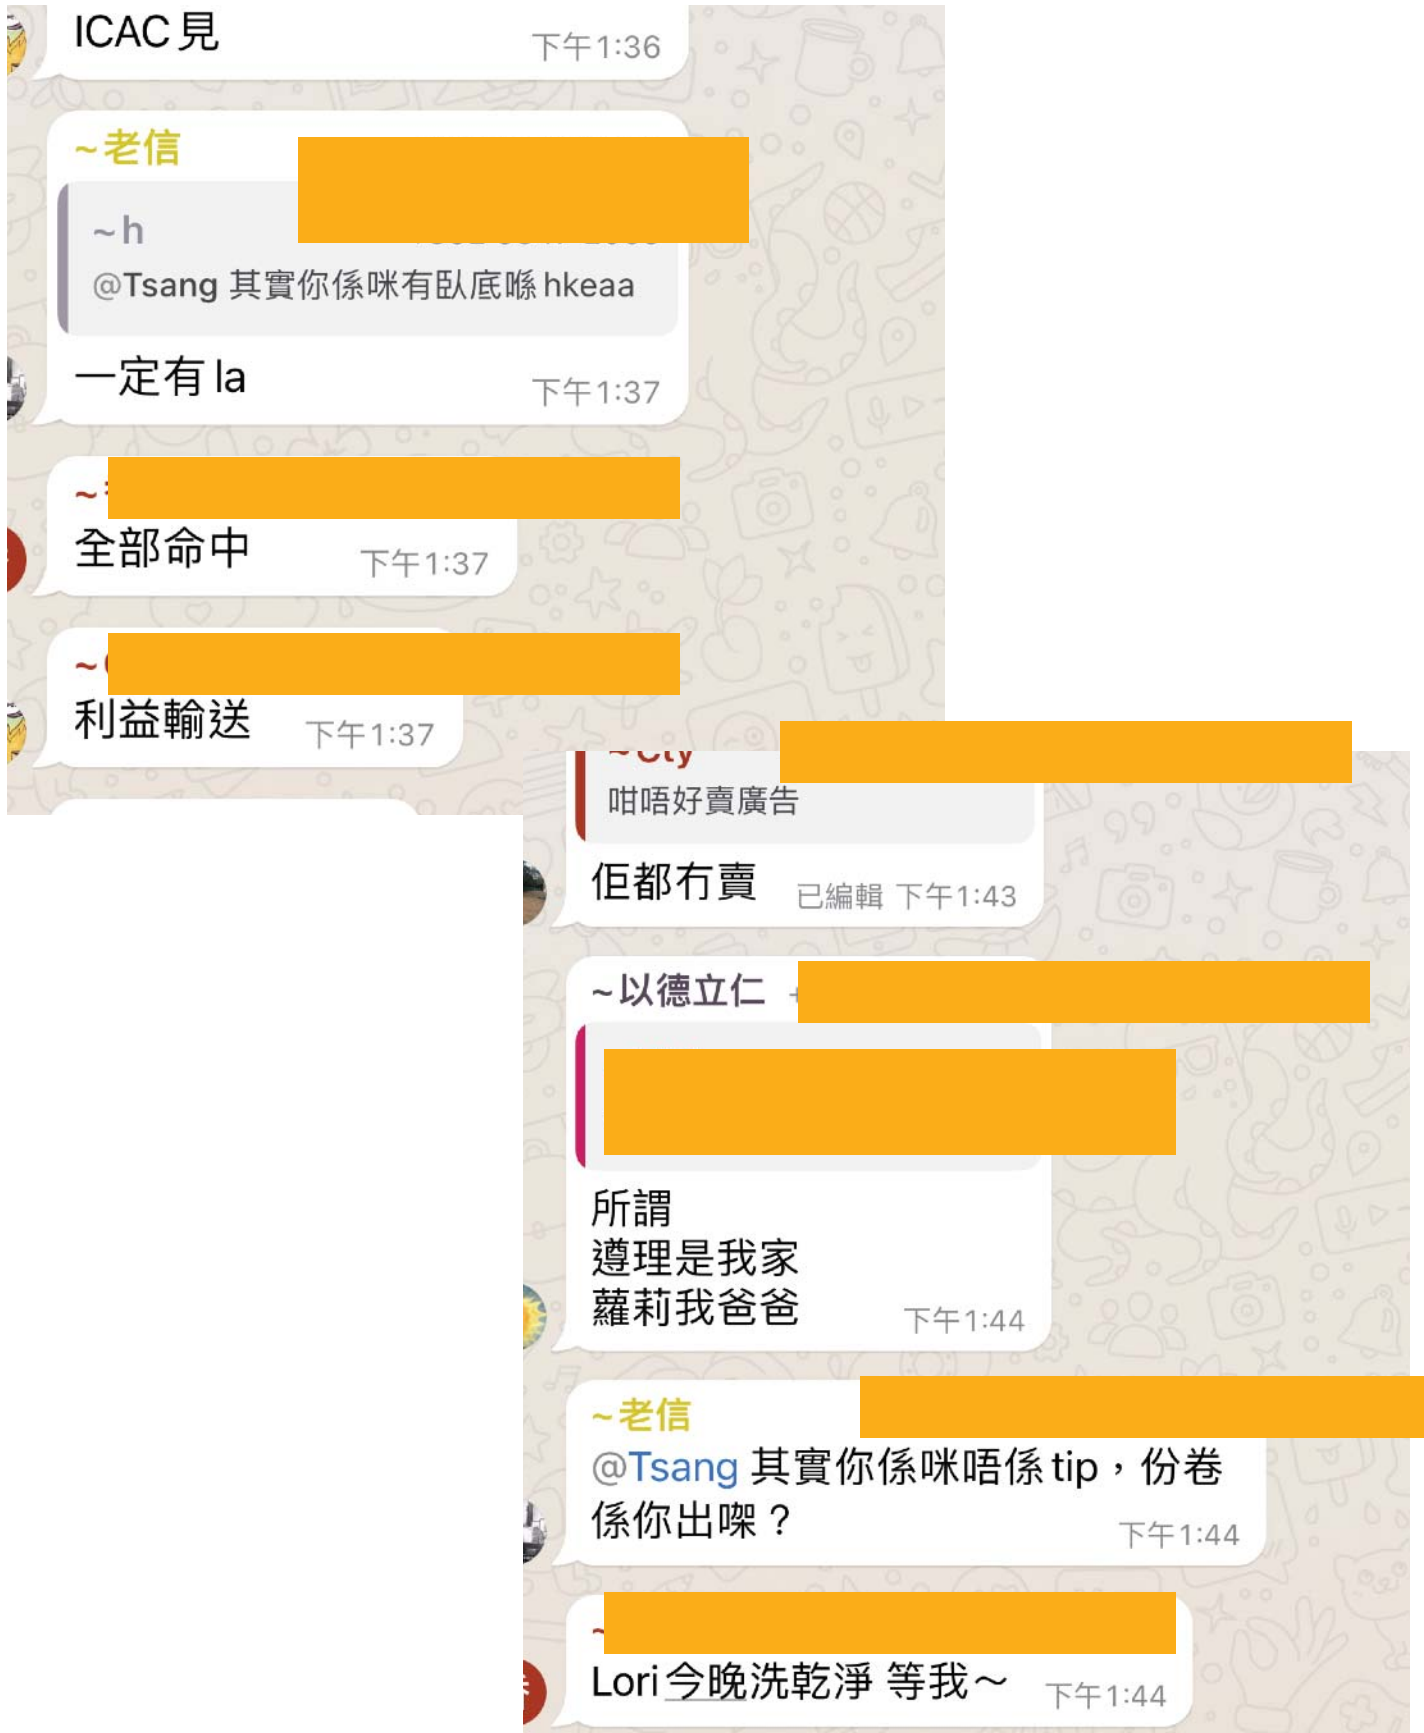 ICAC見
下午1:36
~老信
~h
@Tsang 其實你係咪有臥底喺hkeaa
一定有la
下午1:37
全部命中
下午1:37
利益輸送
下午1:37
~Cty
咁唔好賣廣告
佢都冇賣
已編輯 下午1:43
~以德立仁
所謂
遵理是我家
蘿莉我爸爸
下午1:44
~老信
@Tsang 其實你係咪唔係tip，份卷
係你出㗎？
下午1:44
Lori今晚洗乾淨 等我～
下午1:44